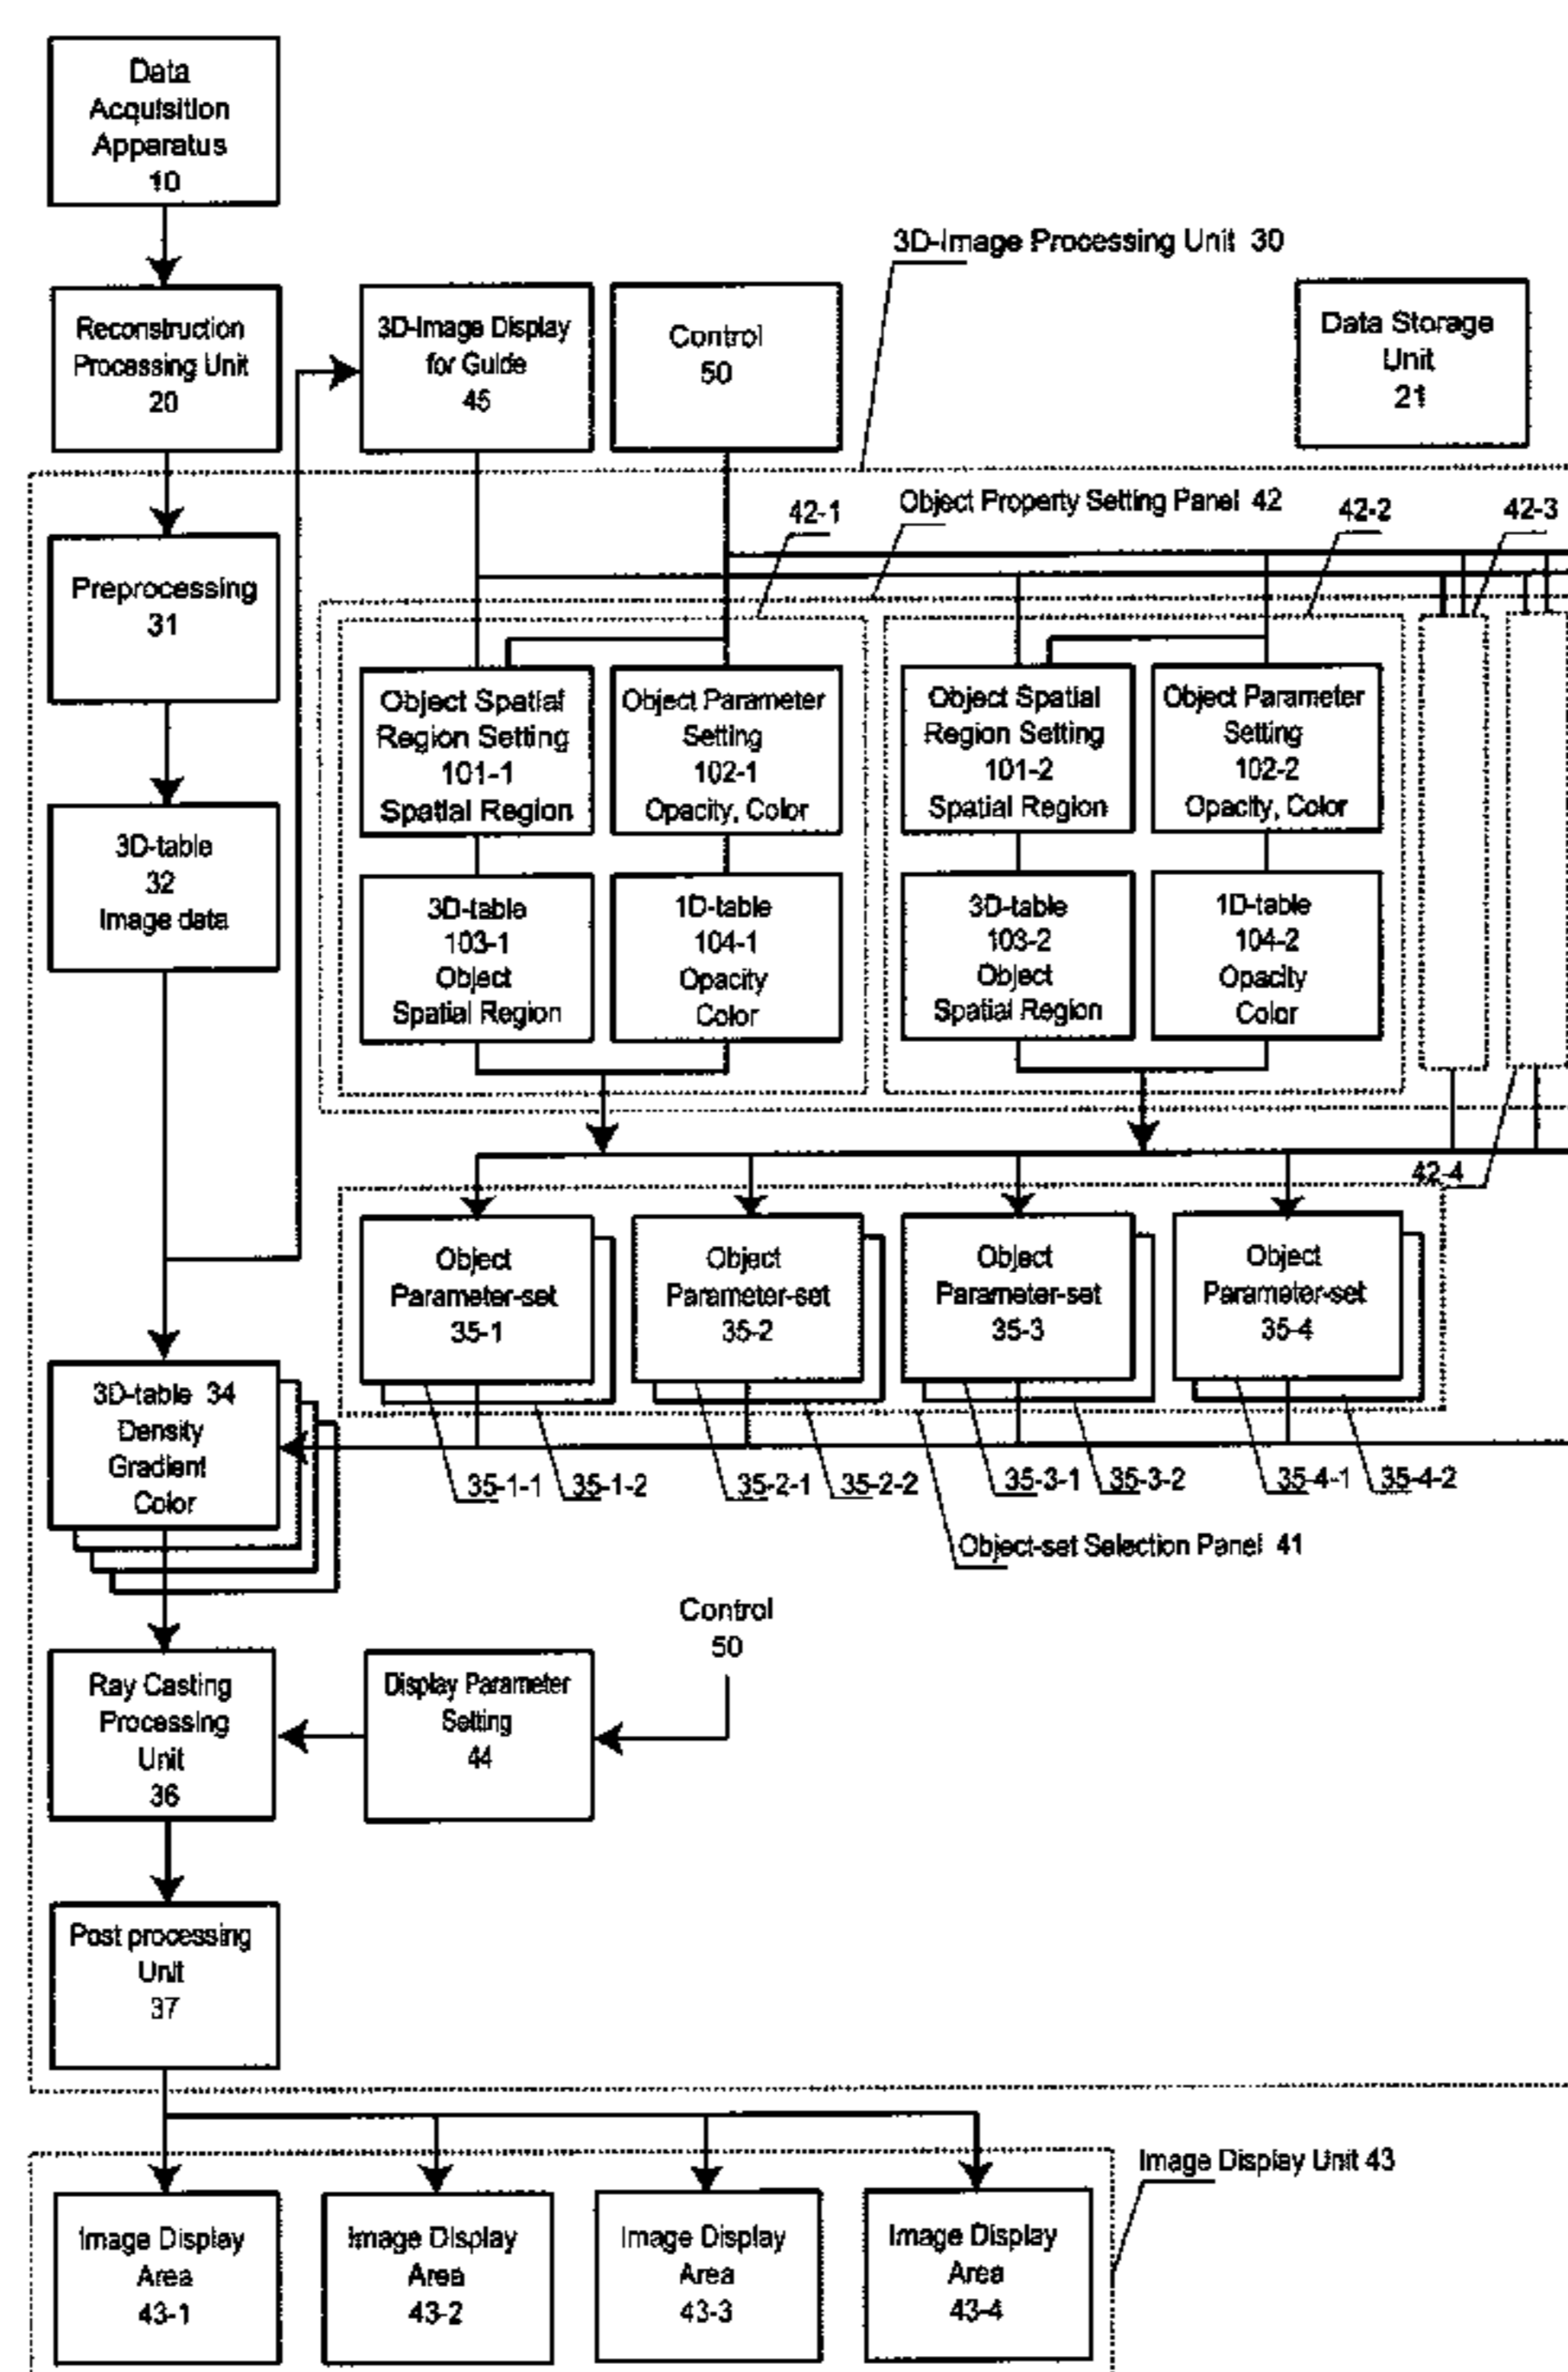 Data
Acquisition
Apparatus
10
3D-Image Processing Unit 30
Reconstruction
Processing Unit
20
3D-Image Display
for Guide
45
Control
50
Data Storage
Unit
21
42-1
Object Property Setting Panel 42
42-2
42-3
Preprocessing
31
Object Spatial
Region Setting
101-1
Spatial Region
Object Parameter
Setting
102-1
Opacity, Color
Object Spatial
Region Setting
101-2
Spatial Region
Object Parameter
Setting
102-2
Opacity, Color
3D-table
32
Image data
3D-table
103-1
Object
Spatial Region
1D-table
104-1
Opacity
Color
3D-table
103-2
Object
Spatial Region
1D-table
104-2
Opacity
Color
42-4
Object
Parameter-set
35-1
Object
Parameter-set
35-2
Object
Parameter-set
35-3
Object
Parameter-set
35-4
3D-table 34
Density
Gradient
Color
35-1-1
35-1-2
35-2-1
35-2-2
35-3-1
35-3-2
35-4-1
35-4-2
Object-set Selection Panel 41
Control
50
Ray Casting
Processing
Unit
36
Display Parameter
Setting
44
Post processing
Unit
37
Image Display Unit 43
Image Display
Area
43-1
Image Display
Area
43-2
Image Display
Area
43-3
Image Display
Area
43-4